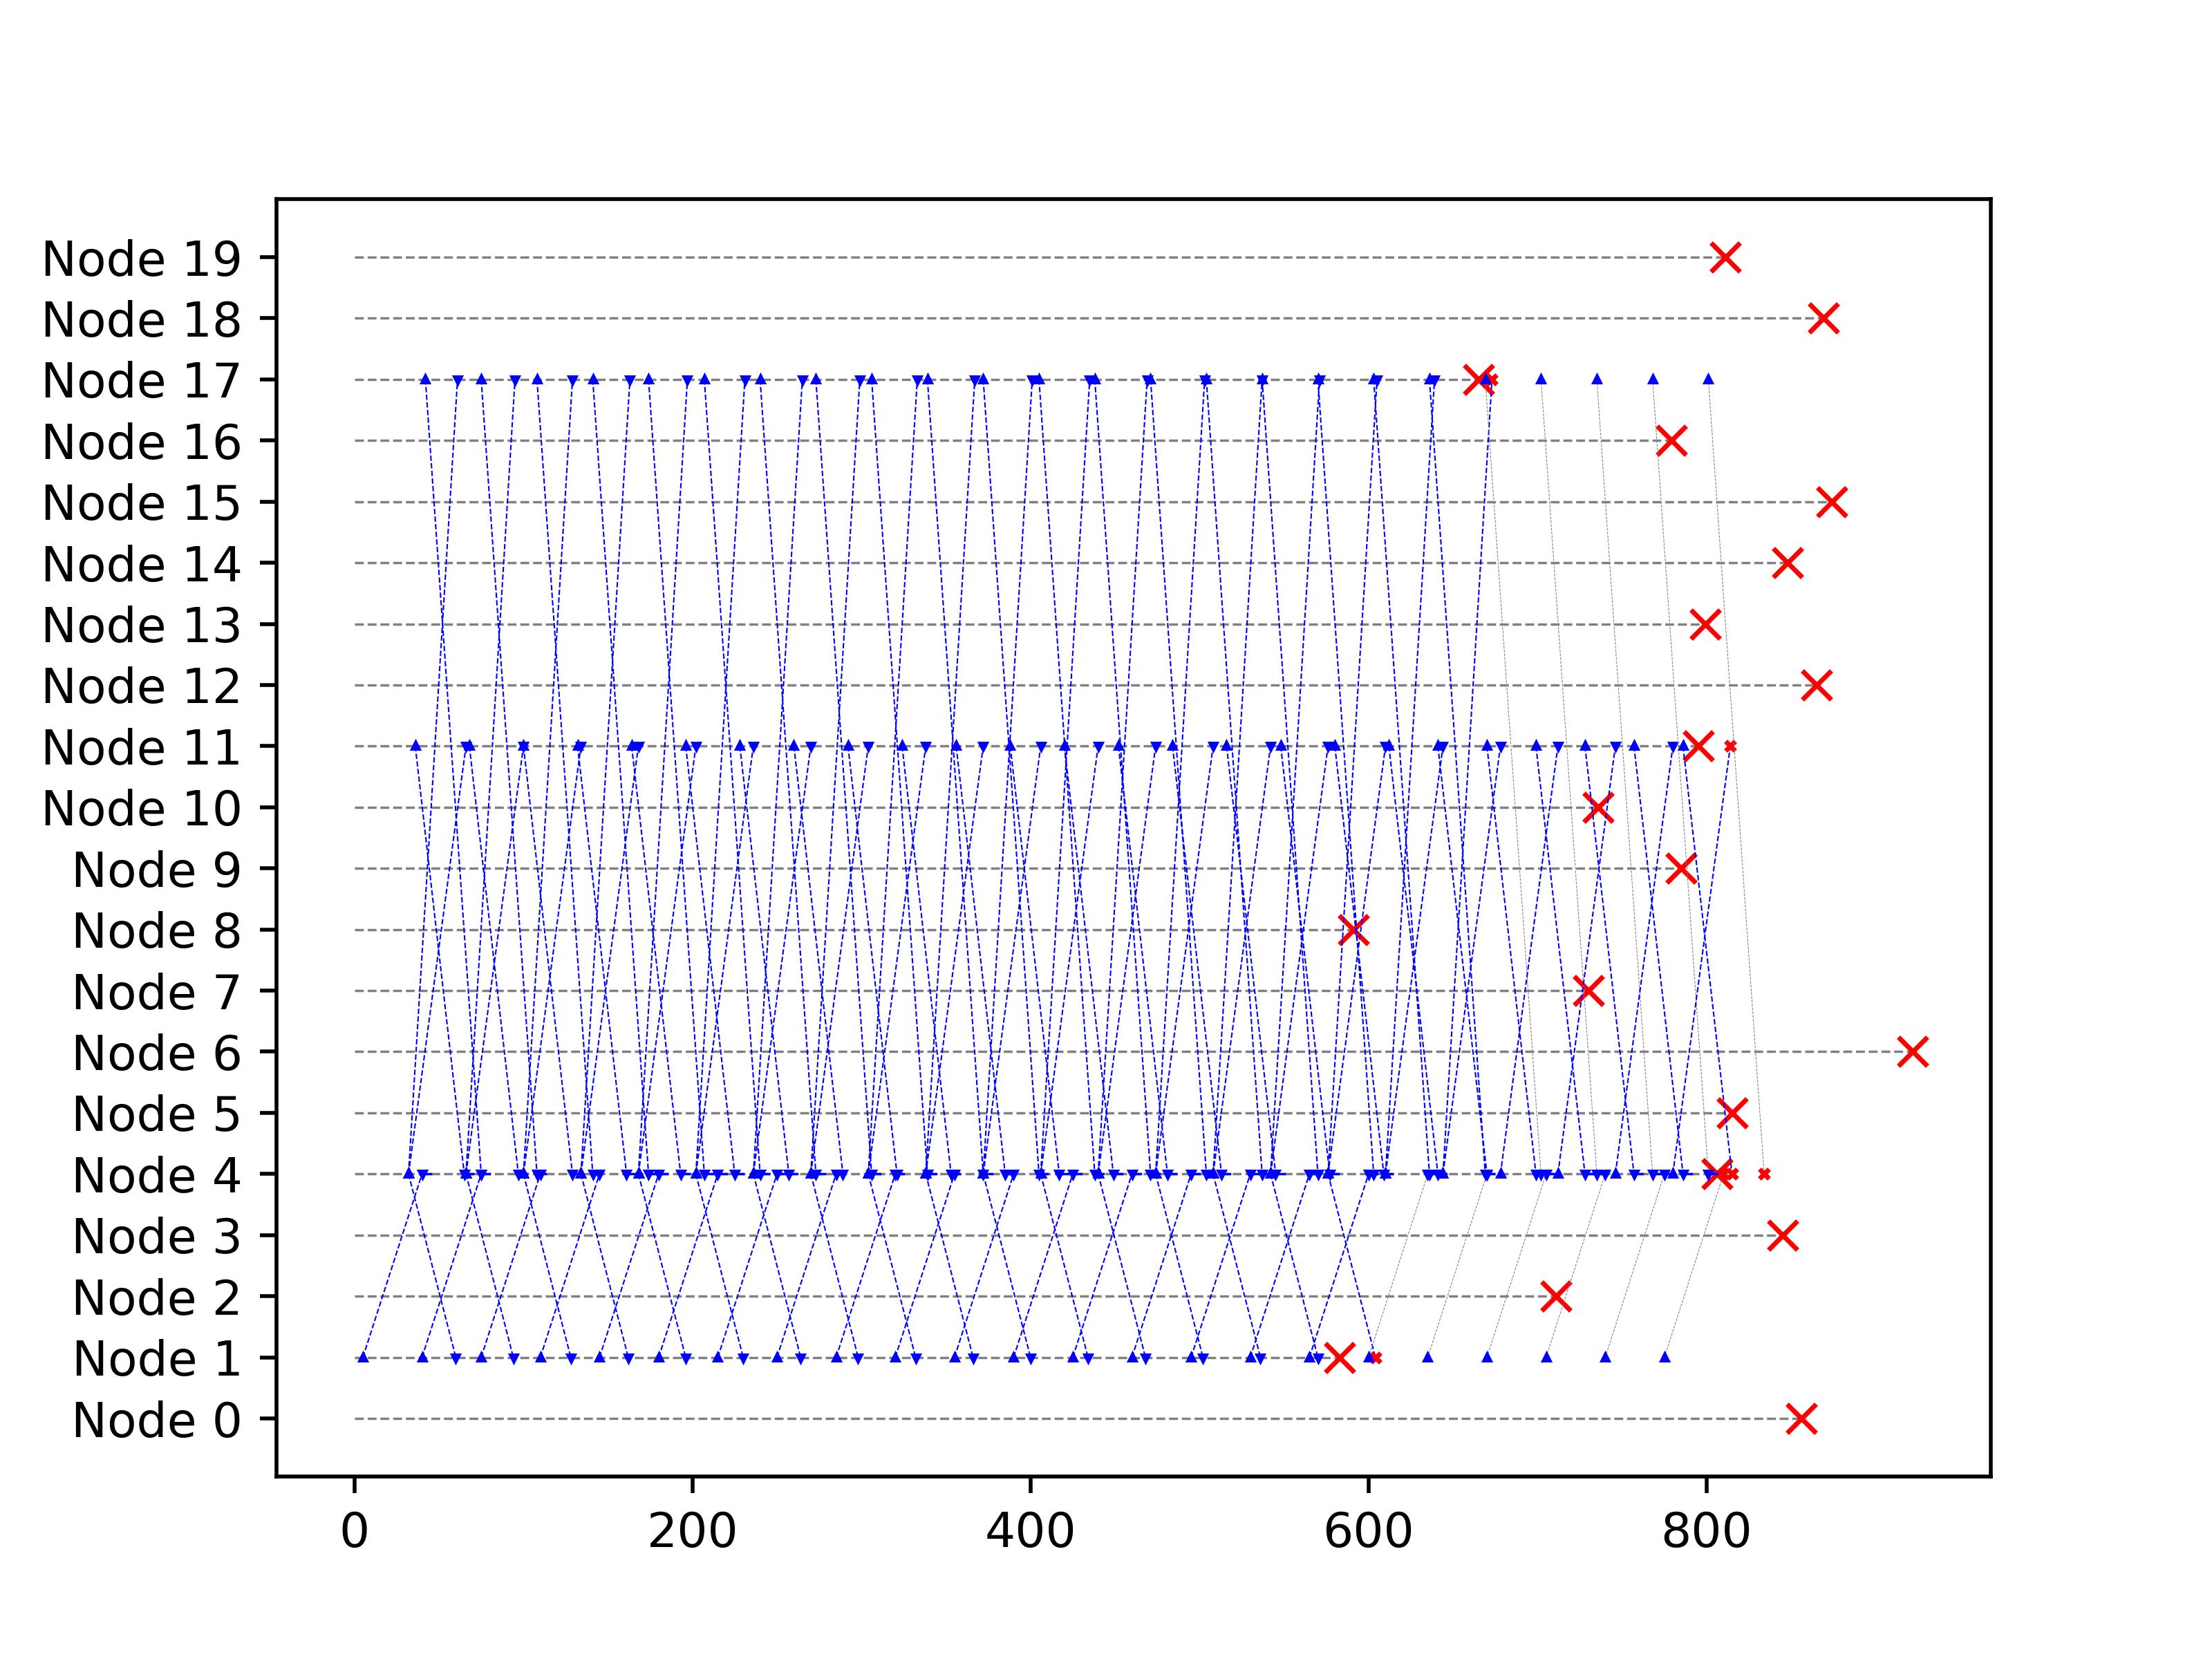 Node 19
Node 18
Node 17
Node 16
Node 15
Node 14
Node 13
Node 12
Node 11
Node 10
Node 9
Node 8
Node 7
Node 6
Node 5
Node 4
Node 3
Node 2
Node 1
Node 0
0 200 400 600 800